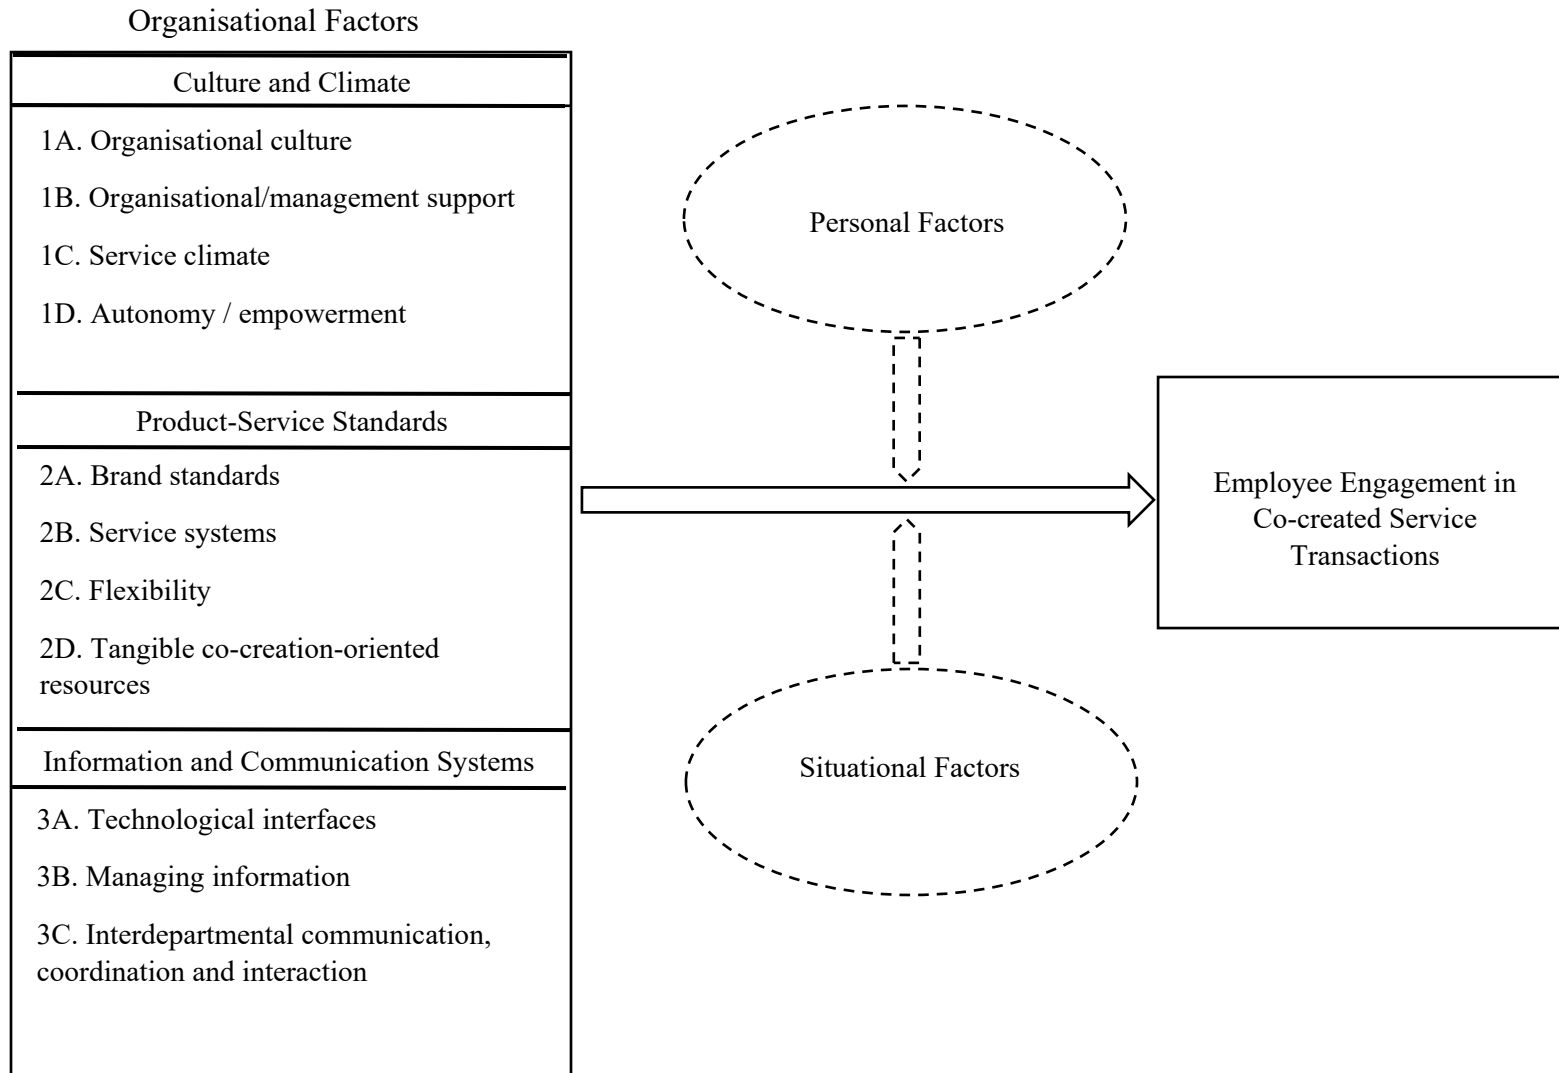 Organisational Factors
Culture and Climate
1A. Organisational culture
1B. Organisational/management support
1C. Service climate
1D. Autonomy / empowerment
Product-Service Standards
2A. Brand standards
2B. Service systems
2C. Flexibility
2D. Tangible co-creation-oriented
resources
Information and Communication Systems
3A. Technological interfaces
3B. Managing information
3C. Interdepartmental communication,
coordination and interaction
Personal Factors
Situational Factors
Employee Engagement in
Co-created Service
Transactions